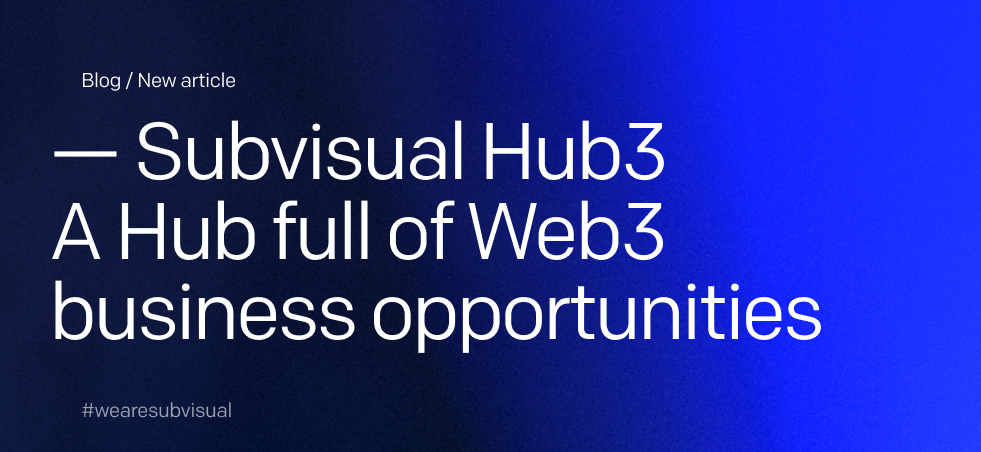 Blog / New article
— Subvisual Hub3
A Hub full of Web3
business opportunities
#wearesubvisual